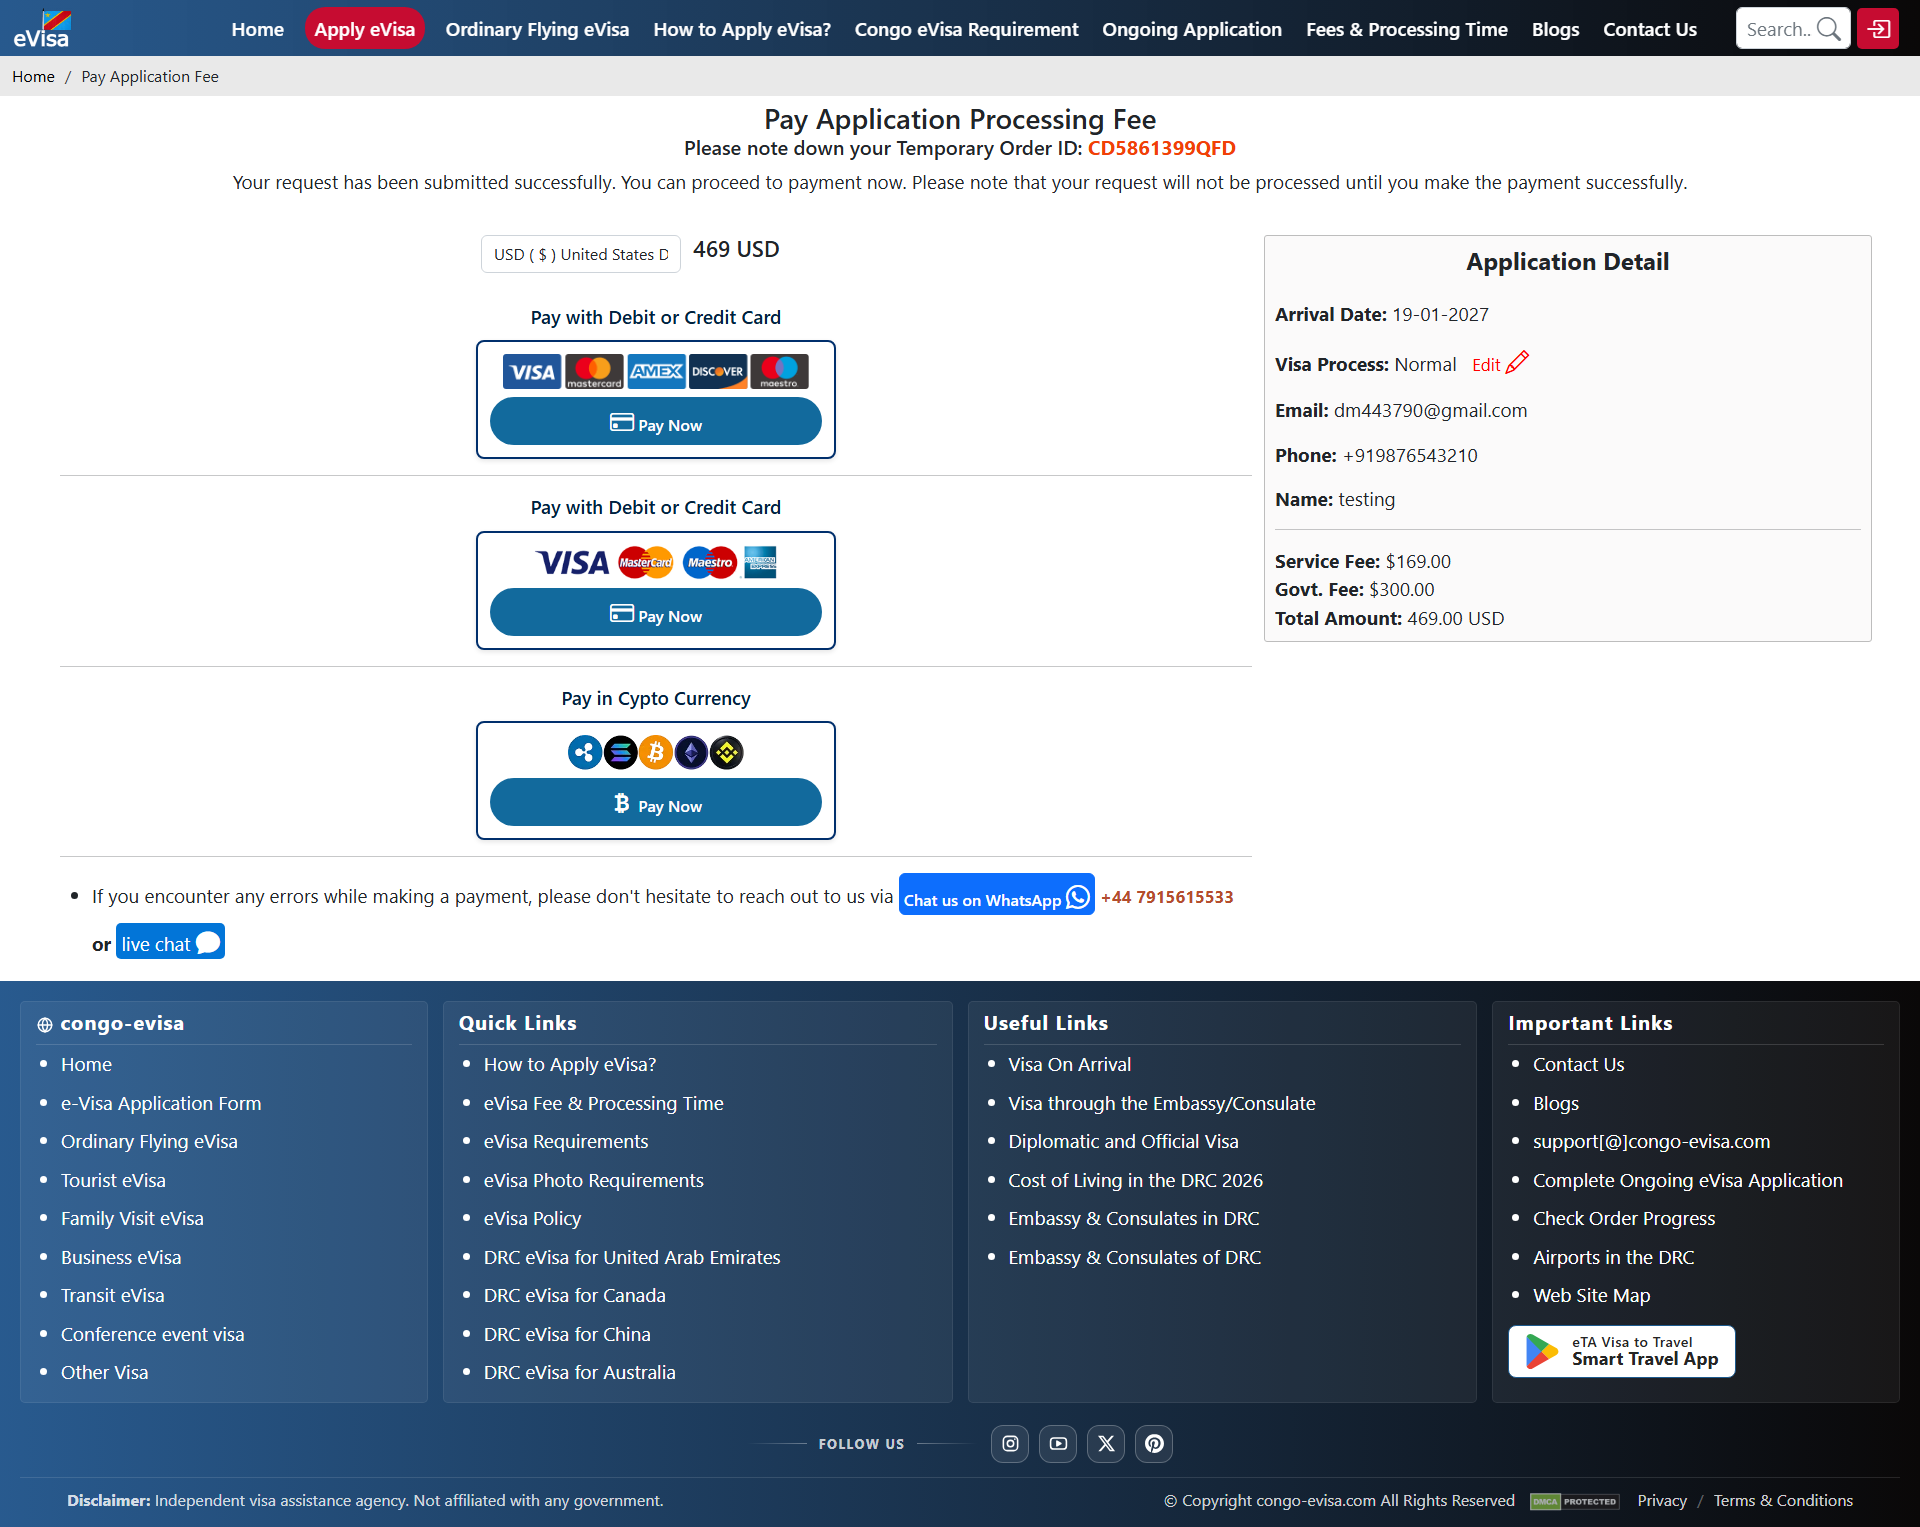 eVisa
Home
Apply eVisa
Ordinary Flying eVisa
How to Apply eVisa?
Congo eVisa Requirement
Ongoing Application
Fees & Processing Time
Blogs
Contact Us
Search..
Home / Pay Application Fee
Pay Application Processing Fee
Please note down your Temporary Order ID: CD5861399QFD
Your request has been submitted successfully. You can proceed to payment now. Please note that your request will not be processed until you make the payment successfully.
USD ( $ ) United States D
469 USD
Pay with Debit or Credit Card
VISA mastercard AMEX DISCOVER maestro
Pay Now
Pay with Debit or Credit Card
VISA MasterCard Maestro AMERICAN EXPRESS
Pay Now
Pay in Cypto Currency
Pay Now
If you encounter any errors while making a payment, please don't hesitate to reach out to us via Chat us on WhatsApp +44 7915615533
or live chat
Application Detail
Arrival Date: 19-01-2027
Visa Process: Normal Edit
Email: dm443790@gmail.com
Phone: +919876543210
Name: testing
Service Fee: $169.00
Govt. Fee: $300.00
Total Amount: 469.00 USD
congo-evisa
Home
e-Visa Application Form
Ordinary Flying eVisa
Tourist eVisa
Family Visit eVisa
Business eVisa
Transit eVisa
Conference event visa
Other Visa
Quick Links
How to Apply eVisa?
eVisa Fee & Processing Time
eVisa Requirements
eVisa Photo Requirements
eVisa Policy
DRC eVisa for United Arab Emirates
DRC eVisa for Canada
DRC eVisa for China
DRC eVisa for Australia
Useful Links
Visa On Arrival
Visa through the Embassy/Consulate
Diplomatic and Official Visa
Cost of Living in the DRC 2026
Embassy & Consulates in DRC
Embassy & Consulates of DRC
Important Links
Contact Us
Blogs
support[@]congo-evisa.com
Complete Ongoing eVisa Application
Check Order Progress
Airports in the DRC
Web Site Map
eTA Visa to Travel
Smart Travel App
FOLLOW US
Disclaimer: Independent visa assistance agency. Not affiliated with any government.
© Copyright congo-evisa.com All Rights Reserved
DMCA PROTECTED
Privacy / Terms & Conditions